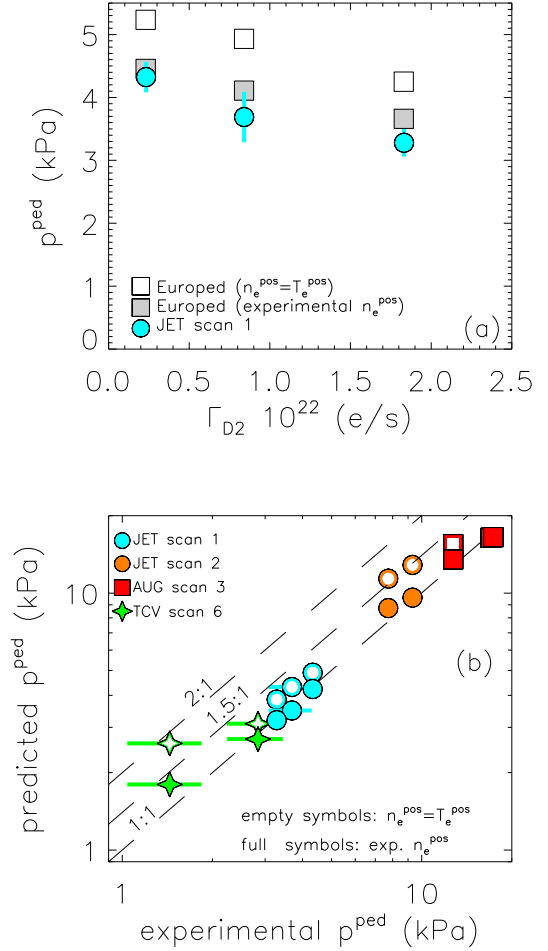 5
4
3
2
1
0
p^ped (kPa)
Europed (n_e^pos=T_e^pos)
Europed (experimental n_e^pos)
JET scan 1
(a)
0.0 0.5 1.0 1.5 2.0 2.5
Γ_D2 10^22 (e/s)
JET scan 1
JET scan 2
AUG scan 3
TCV scan 6
10
1
predicted p^ped (kPa)
(b)
2:1
1.5:1
1:1
empty symbols: n_e^pos=T_e^pos
full symbols: exp. n_e^pos
1 10
experimental p^ped (kPa)